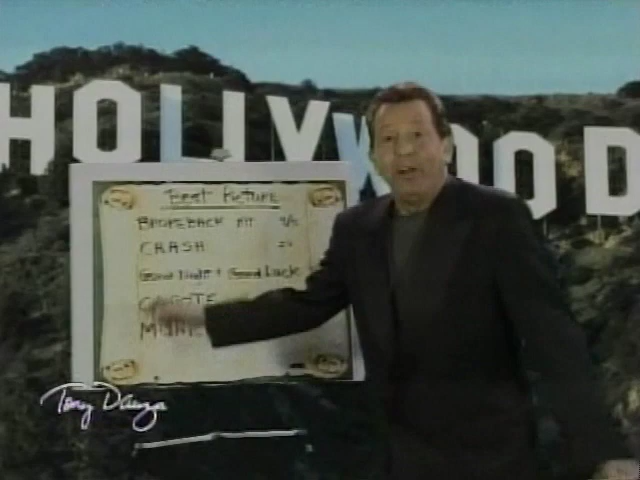 HOLLYWOOD
Best Picture
BROKEBACK MT
CRASH
Good Night & Good Luck
Tony Danza